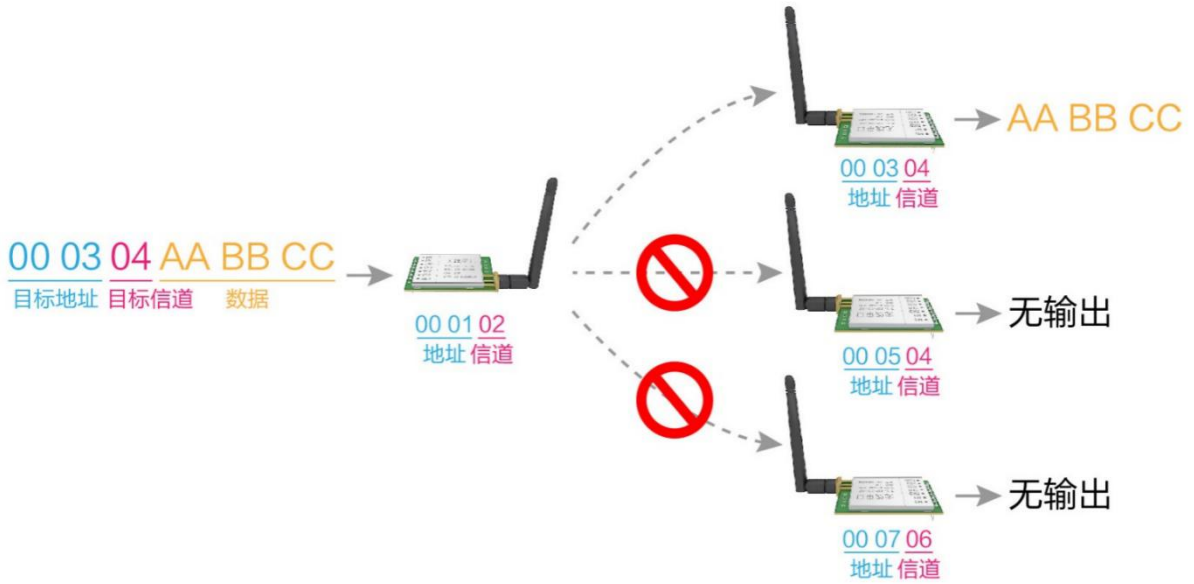 00 03 04 AA BB CC
目标地址 目标信道 数据
00 01 02
地址 信道
AA BB CC
00 03 04
地址 信道
无输出
00 05 04
地址 信道
无输出
00 07 06
地址 信道